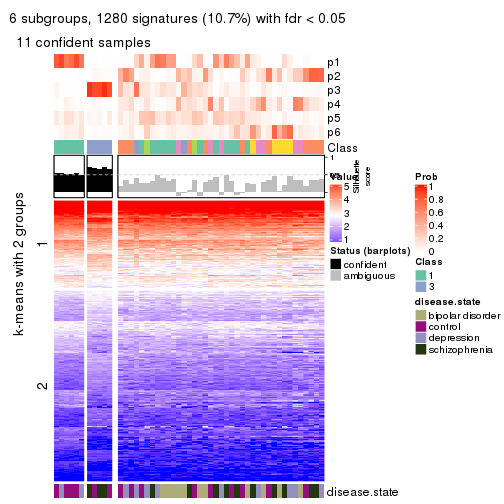 6 subgroups, 1280 signatures (10.7%) with fdr < 0.05
11 confident samples
p1
p2
p3
p4
p5
p6
Class
1
Silhouette
score
Value
5
4
3
2
1
Status (barplots)
confident
ambiguous
Prob
1
0.8
0.6
0.4
0.2
0
Class
1
3
disease.state
bipolar disorder
control
depression
schizophrenia
k-means with 2 groups
1
2
disease.state